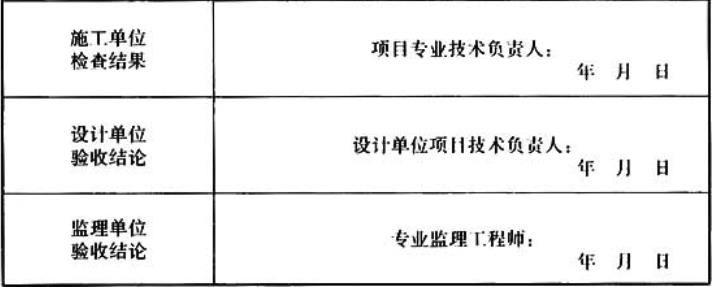 施工单位
检查结果
项目专业技术负责人：
年 月 日
设计单位
验收结论
设计单位项目技术负责人：
年 月 日
监理单位
验收结论
专业监理工程师：
年 月 日